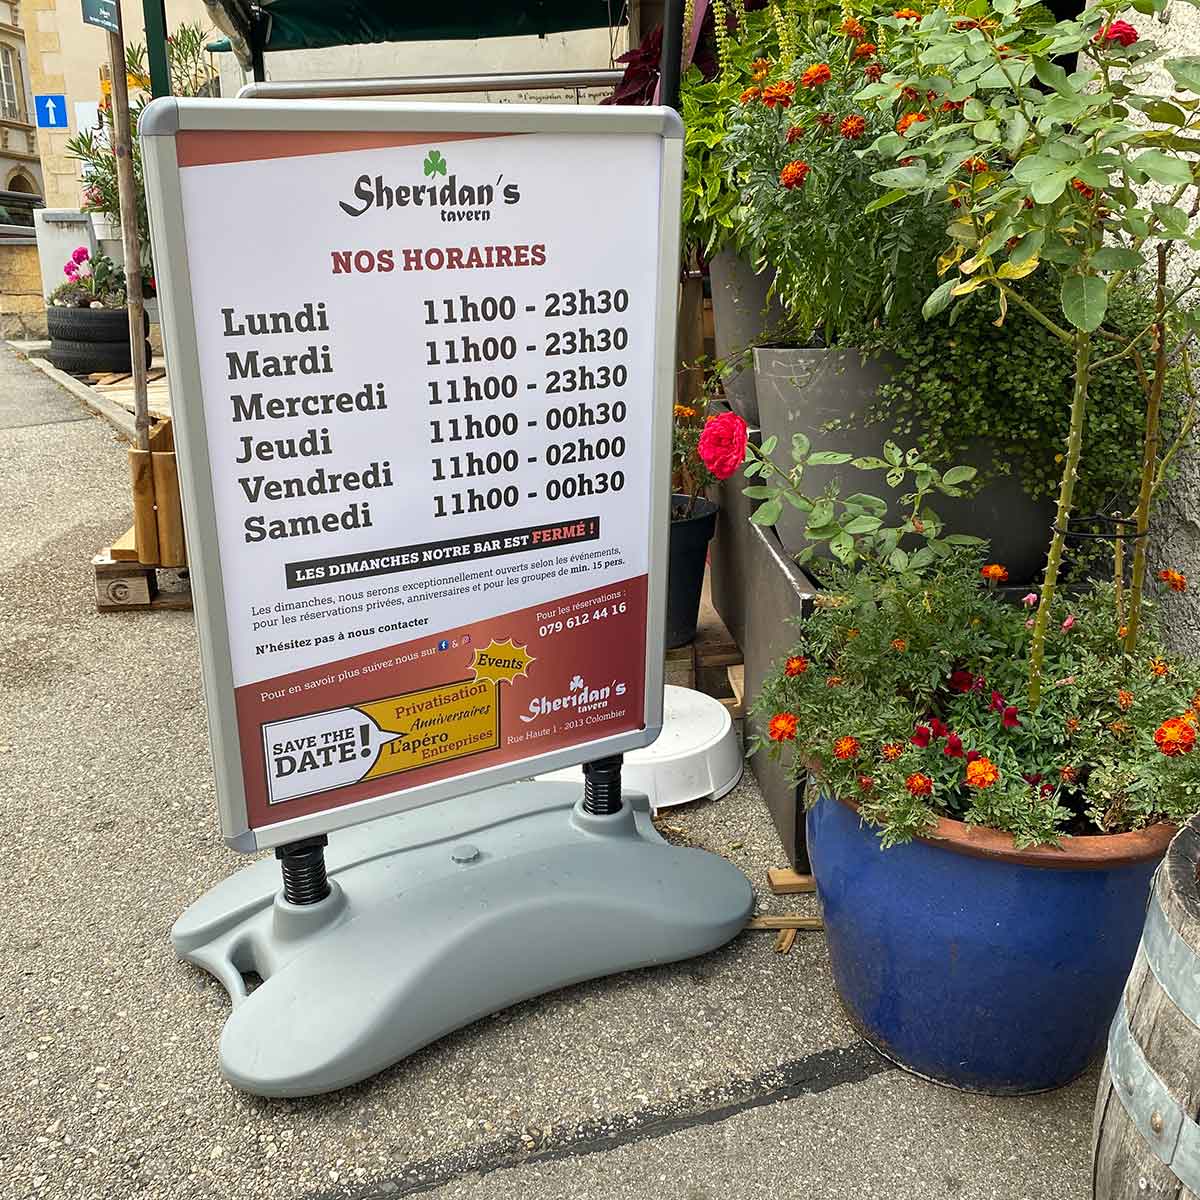 Sheridan's
tavern
NOS HORAIRES
Lundi 11h00 - 23h30
Mardi 11h00 - 23h30
Mercredi 11h00 - 23h30
Jeudi 11h00 - 00h30
Vendredi 11h00 - 02h00
Samedi 11h00 - 00h30
LES DIMANCHES NOTRE BAR EST FERMÉ !
Les dimanches, nous serons exceptionnellement ouverts selon les événements,
pour les réservations privées, anniversaires et pour les groupes de min. 15 pers.
N'hésitez pas à nous contacter
Pour les réservations :
079 612 44 16
Pour en savoir plus suivez nous sur &
Events
SAVE THE
DATE!
Privatisation
Anniversaires
L'apéro
Entreprises
Sheridan's
tavern
Rue Haute 1 - 2013 Colombier